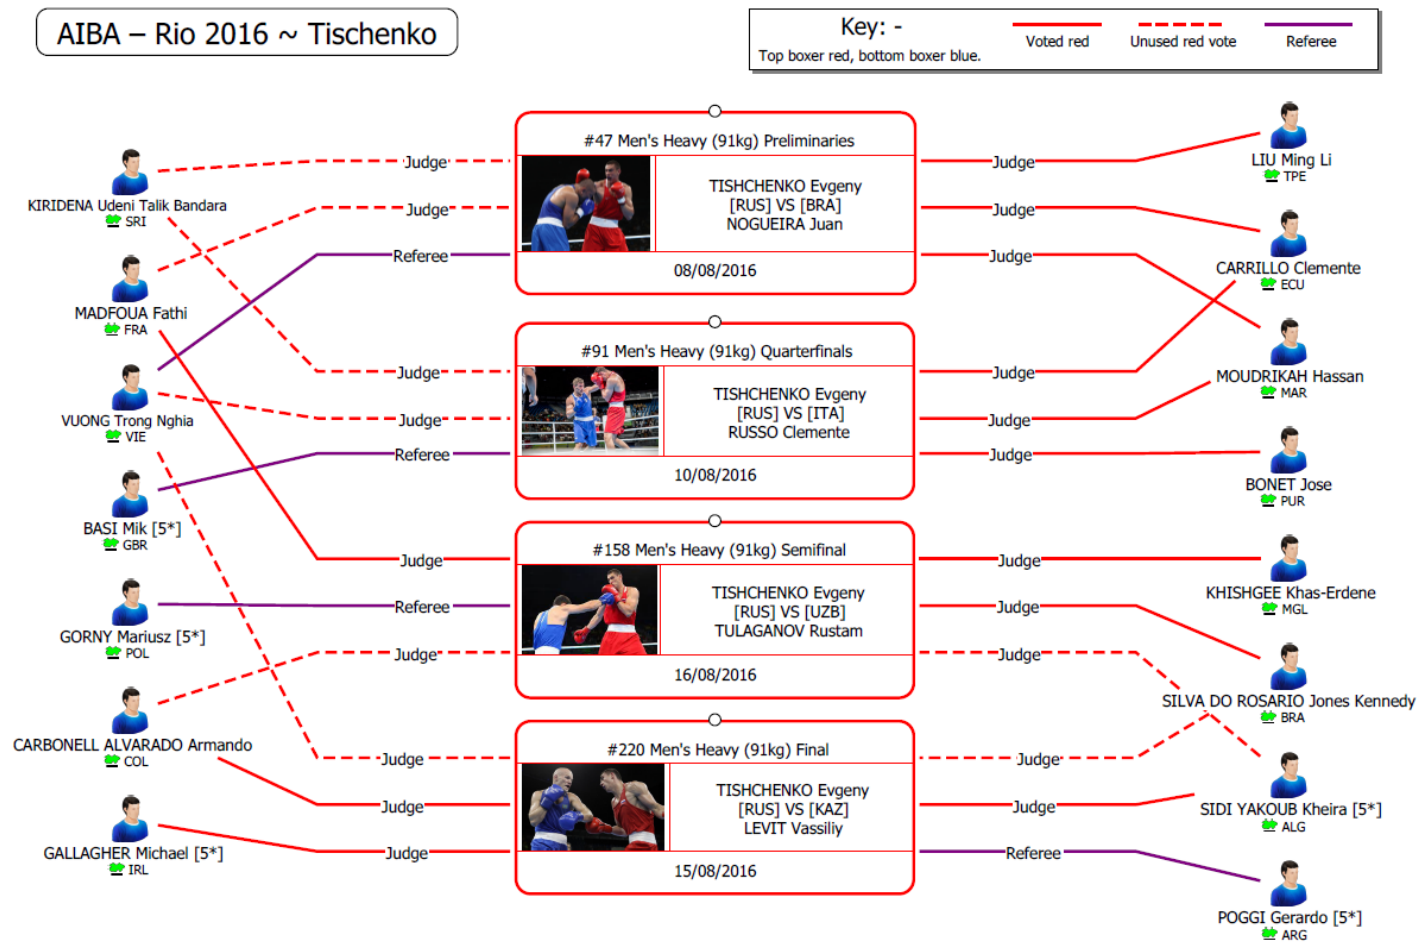 AIBA – Rio 2016 ~ Tischenko
Key: -
Top boxer red, bottom boxer blue.
Voted red
Unused red vote
Referee
KIRIDENA Udeni Talik Bandara
SRI
MADFOUA Fathi
FRA
VUONG Trong Nghia
VIE
BASI Mik [5*]
GBR
GORNY Mariusz [5*]
POL
CARBONELL ALVARADO Armando
COL
GALLAGHER Michael [5*]
IRL
Judge
Judge
Referee
Judge
Judge
Referee
Judge
Referee
Judge
Judge
Judge
Judge
#47 Men's Heavy (91kg) Preliminaries
TISHCHENKO Evgeny
[RUS] VS [BRA]
NOGUEIRA Juan
08/08/2016
#91 Men's Heavy (91kg) Quarterfinals
TISHCHENKO Evgeny
[RUS] VS [ITA]
RUSSO Clemente
10/08/2016
#158 Men's Heavy (91kg) Semifinal
TISHCHENKO Evgeny
[RUS] VS [UZB]
TULAGANOV Rustam
16/08/2016
#220 Men's Heavy (91kg) Final
TISHCHENKO Evgeny
[RUS] VS [KAZ]
LEVIT Vassiliy
15/08/2016
Judge
Judge
Judge
Judge
Judge
Judge
Judge
Judge
Judge
Judge
Judge
Referee
LIU Ming Li
TPE
CARRILLO Clemente
ECU
MOUDRIKAH Hassan
MAR
BONET Jose
PUR
KHISHGEE Khas-Erdene
MGL
SILVA DO ROSARIO Jones Kennedy
BRA
SIDI YAKOUB Kheira [5*]
ALG
POGGI Gerardo [5*]
ARG